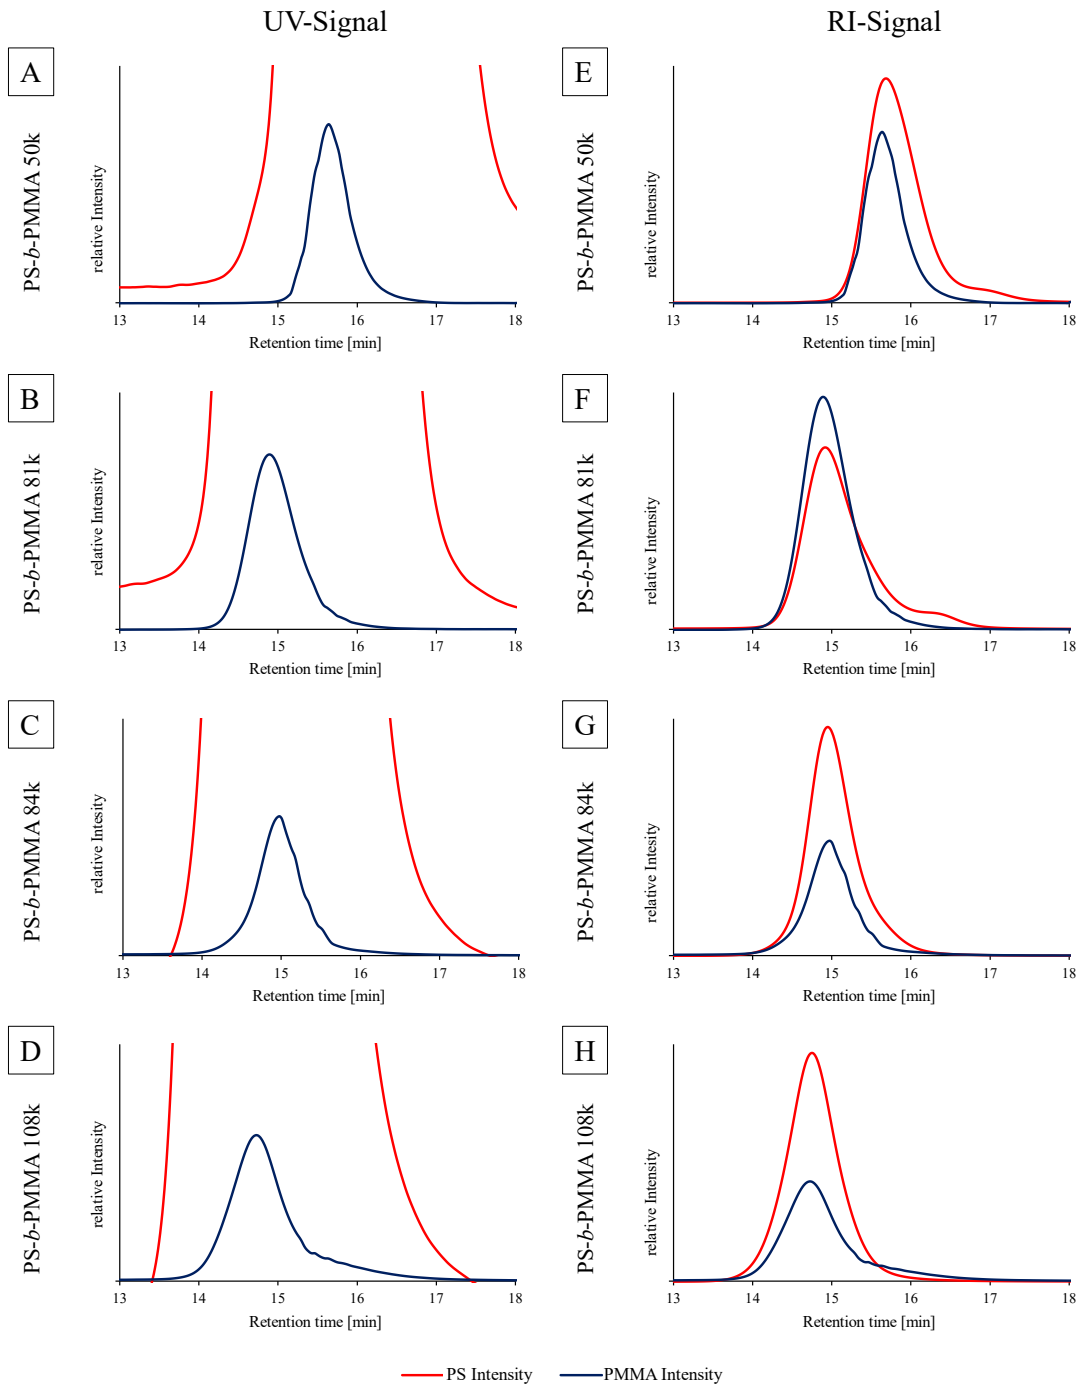 UV-Signal
RI-Signal
A
PS-b-PMMA 50k
relative Intensity
13 14 15 16 17 18
Retention time [min]
E
PS-b-PMMA 50k
relative Intensity
13 14 15 16 17 18
Retention time [min]
B
PS-b-PMMA 81k
relative Intensity
13 14 15 16 17 18
Retention time [min]
F
PS-b-PMMA 81k
relative Intensity
13 14 15 16 17 18
Retention time [min]
C
PS-b-PMMA 84k
relative Intesity
13 14 15 16 17 18
Retention time [min]
G
PS-b-PMMA 84k
relative Intesity
13 14 15 16 17 18
Retention time [min]
D
PS-b-PMMA 108k
relative Intensity
13 14 15 16 17 18
Retention time [min]
H
PS-b-PMMA 108k
relative Intensity
13 14 15 16 17 18
Retention time [min]
PS Intensity
PMMA Intensity